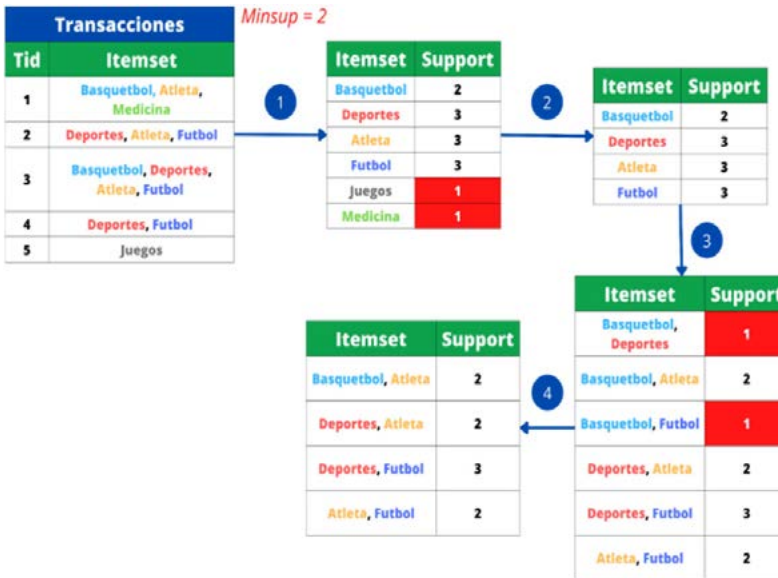 Transacciones
Minsup = 2
Tid Itemset
1 Basquetbol, Atleta,
Medicina
2 Deportes, Atleta, Futbol
3 Basquetbol, Deportes,
Atleta, Futbol
4 Deportes, Futbol
5 Juegos
1
Itemset Support
Basquetbol 2
Deportes 3
Atleta 3
Futbol 3
Juegos 1
Medicina 1
2
Itemset Support
Basquetbol 2
Deportes 3
Atleta 3
Futbol 3
3
Itemset Support
Basquetbol,
Deportes 1
Basquetbol, Atleta 2
Basquetbol, Futbol 1
Deportes, Atleta 2
Deportes, Futbol 3
Atleta, Futbol 2
4
Itemset Support
Basquetbol, Atleta 2
Deportes, Atleta 2
Deportes, Futbol 3
Atleta, Futbol 2